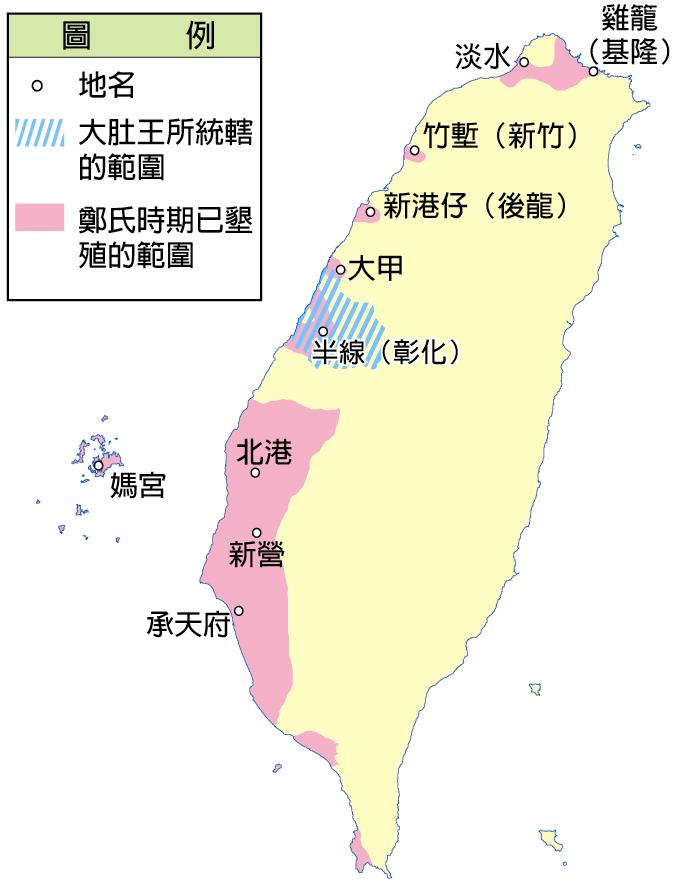 圖 例
地名
大肚王所統轄
的範圍
鄭氏時期已墾
殖的範圍
雞籠
（基隆）
淡水
竹塹（新竹）
新港仔（後龍）
大甲
半線（彰化）
北港
媽宮
新營
承天府